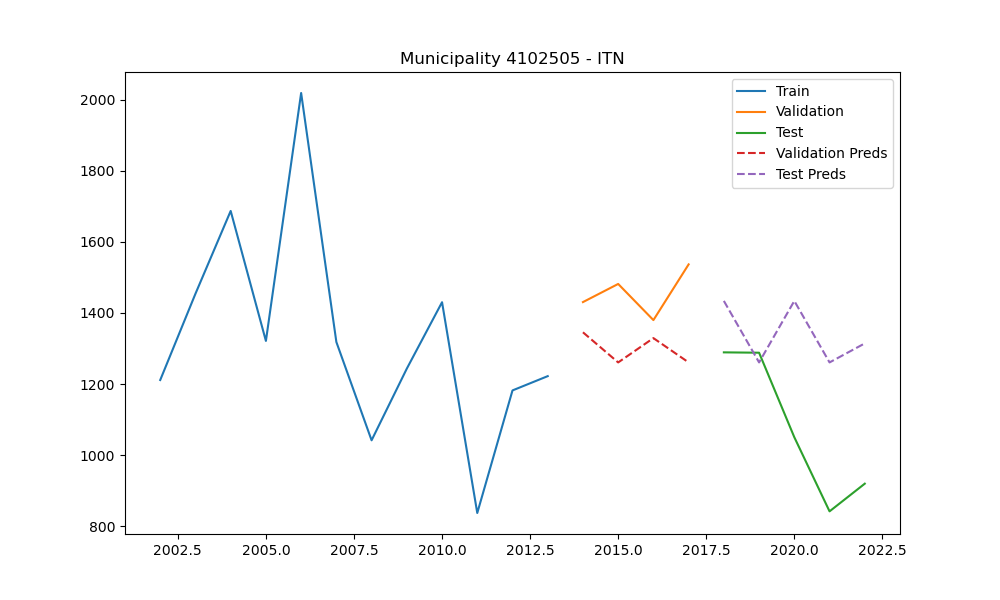 Municipality 4102505 - ITN
2000
1800
1600
1400
1200
1000
800
Train
Validation
Test
Validation Preds
Test Preds
2002.5 2005.0 2007.5 2010.0 2012.5 2015.0 2017.5 2020.0 2022.5